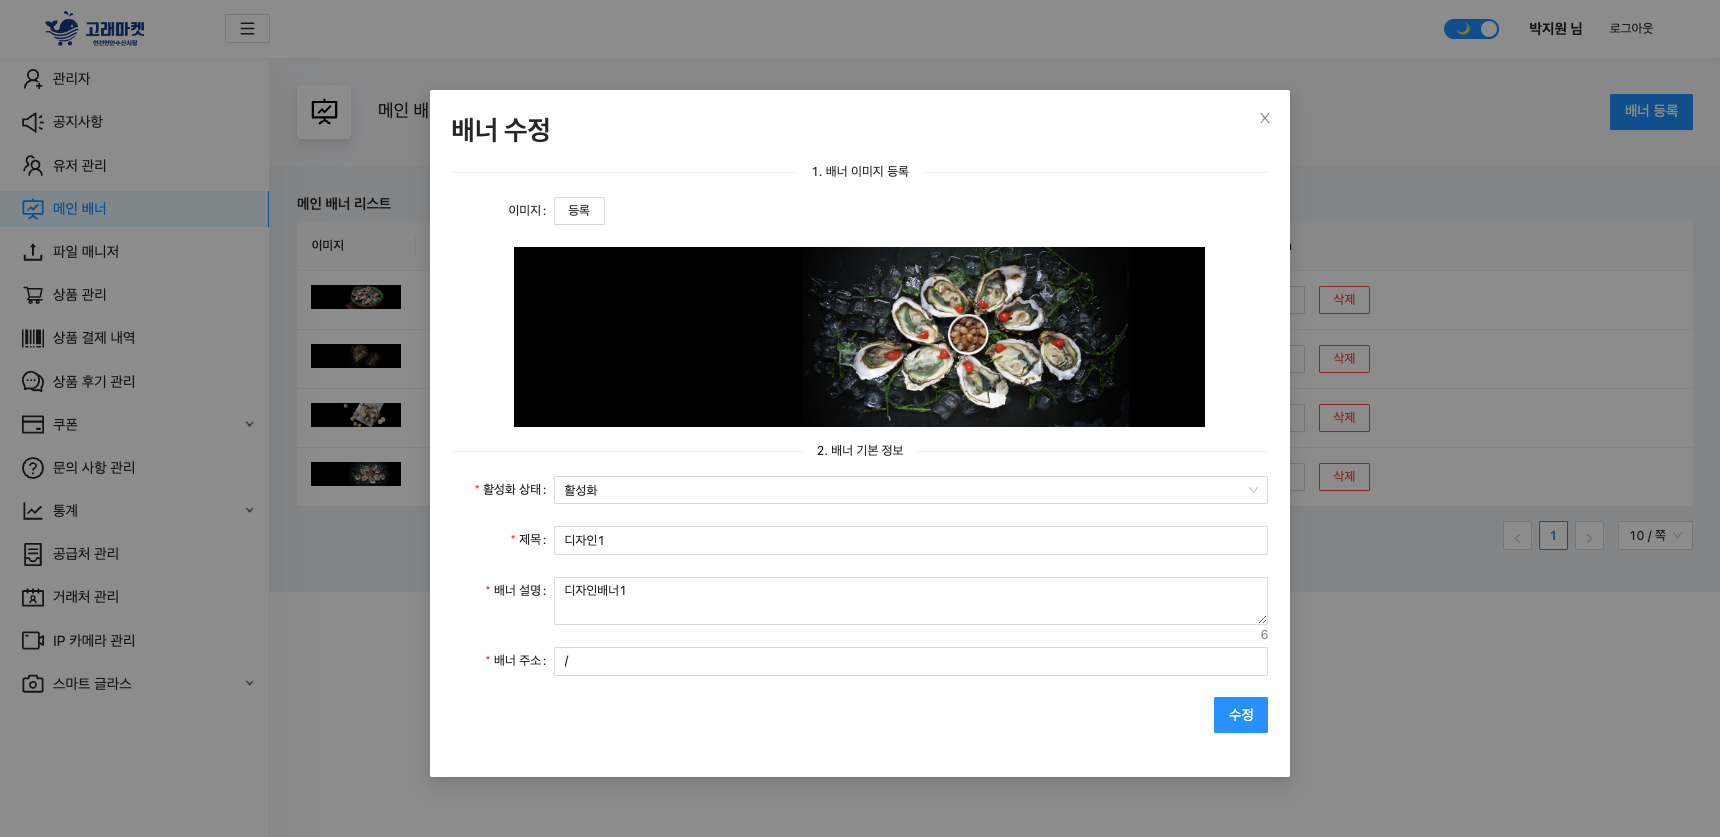 고래마켓
인천연안수산시장
박지원 님
로그아웃
관리자
공지사항
유저 관리
메인 배너
파일 매니저
상품 관리
상품 결제 내역
상품 후기 관리
쿠폰
문의 사항 관리
통계
공급처 관리
거래처 관리
IP 카메라 관리
스마트 글라스
메인 배
배너 등록
메인 배너 리스트
이미지
삭제
삭제
삭제
삭제
1
10 / 쪽
배너 수정
1. 배너 이미지 등록
이미지 :
등록
2. 배너 기본 정보
* 활성화 상태 :
활성화
* 제목 :
디자인1
* 배너 설명 :
디자인배너1
6
* 배너 주소 :
/
수정